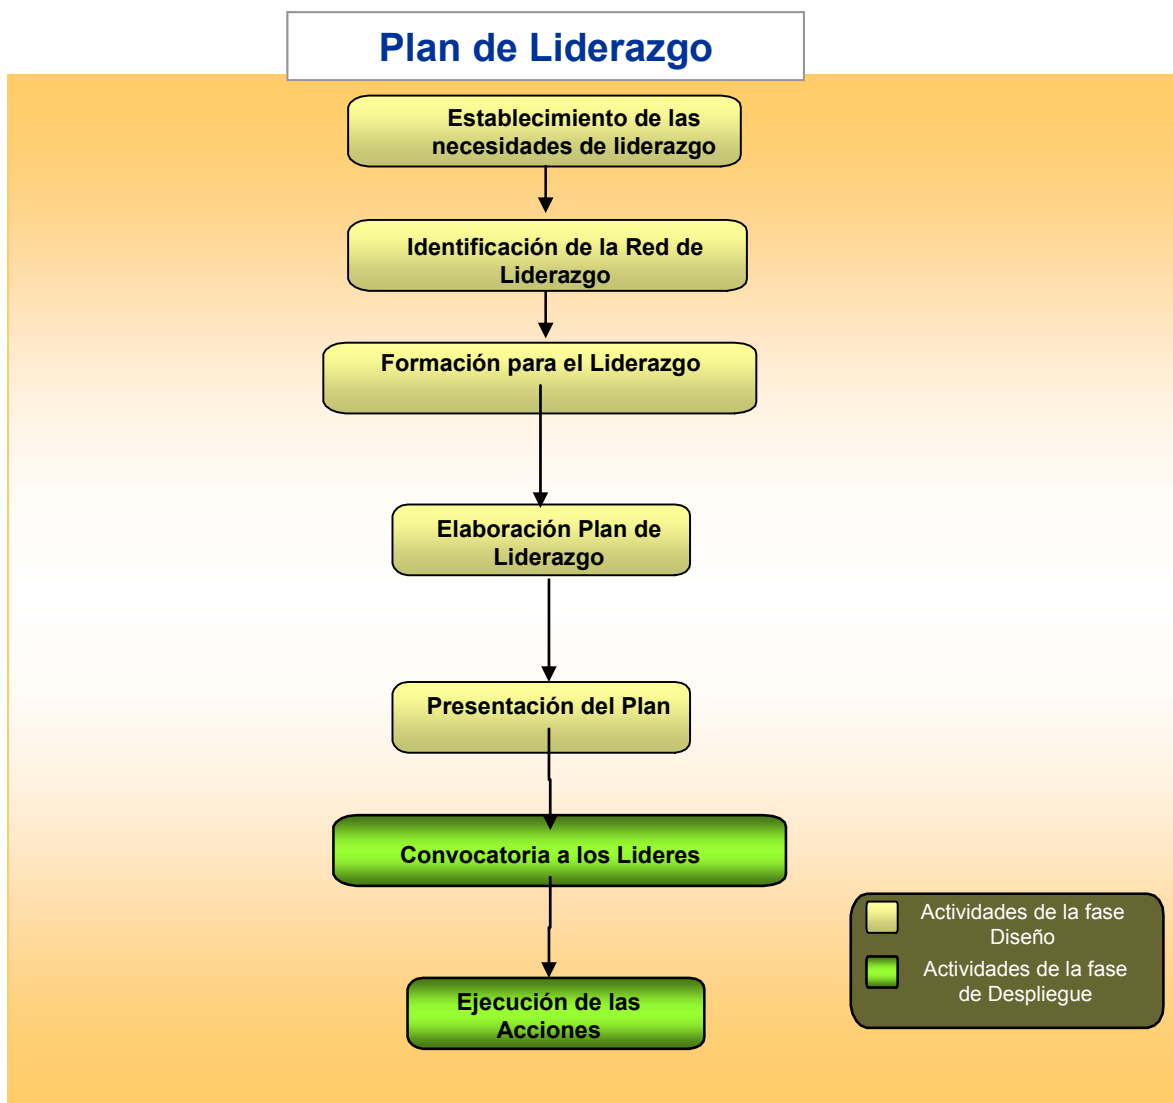 Plan de Liderazgo
Establecimiento de las
necesidades de liderazgo
Identificación de la Red de
Liderazgo
Formación para el Liderazgo
Elaboración Plan de
Liderazgo
Presentación del Plan
Convocatoria a los Lideres
Ejecución de las
Acciones
Actividades de la fase
Diseño
Actividades de la fase
de Despliegue